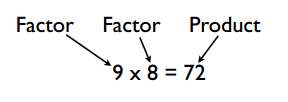 Factor Factor Product
9 x 8 = 72